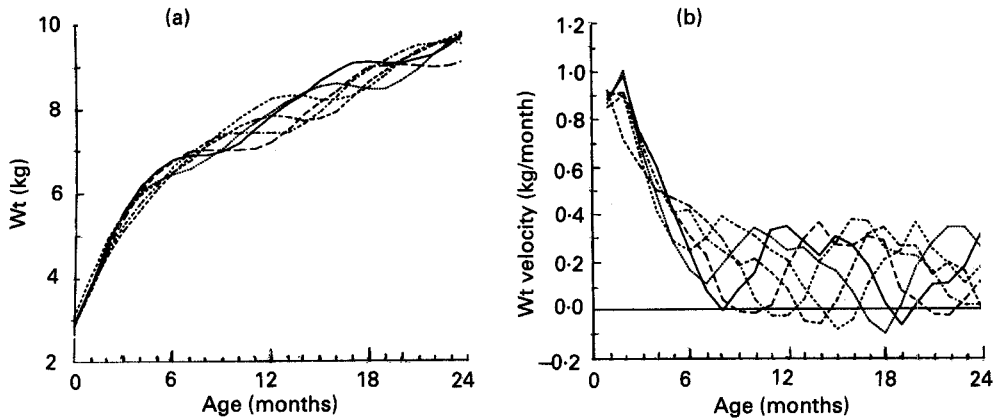 (a)
10
8
6
4
2
Wt (kg)
0 6 12 18 24
Age (months)
(b)
1·2
1·0
0·8
0·6
0·4
0·2
0·0
–0·2
Wt velocity (kg/month)
0 6 12 18 24
Age (months)